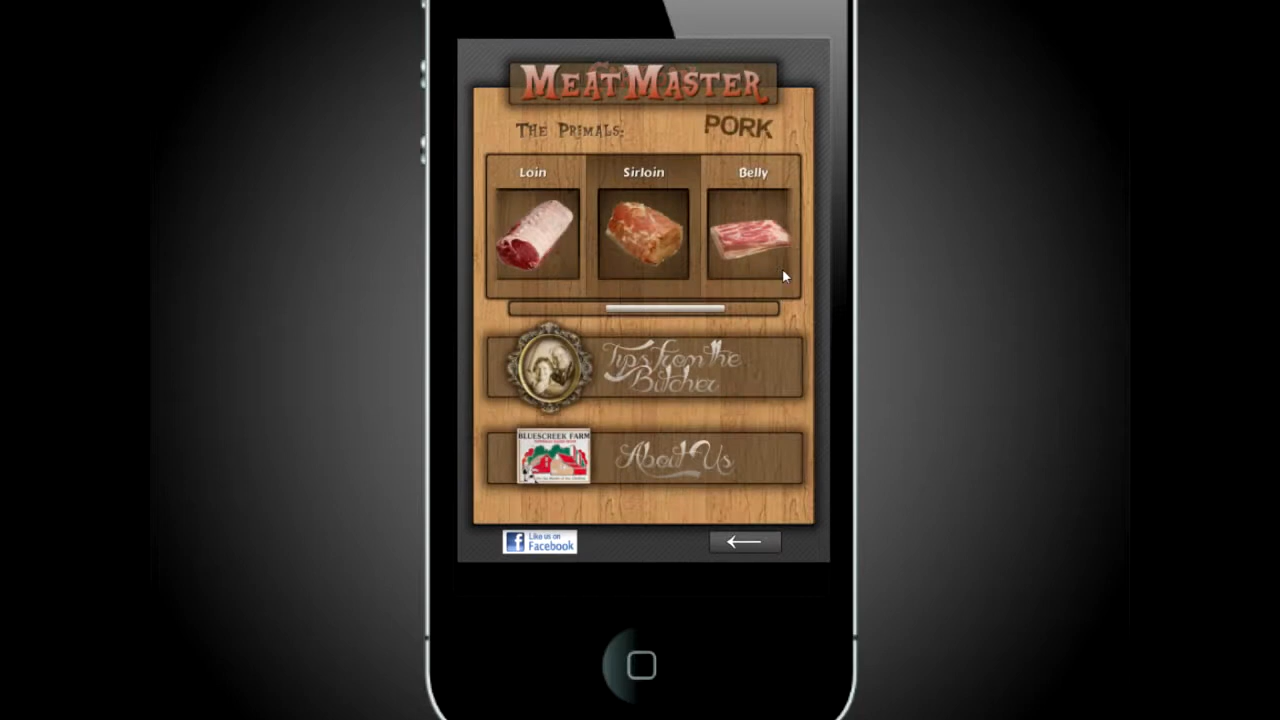 MEATMASTER
THE PRIMALS:
PORK
Loin
Sirloin
Belly
Tips from the
Butcher
BLUESCREEK FARM
About Us
Like us on
Facebook